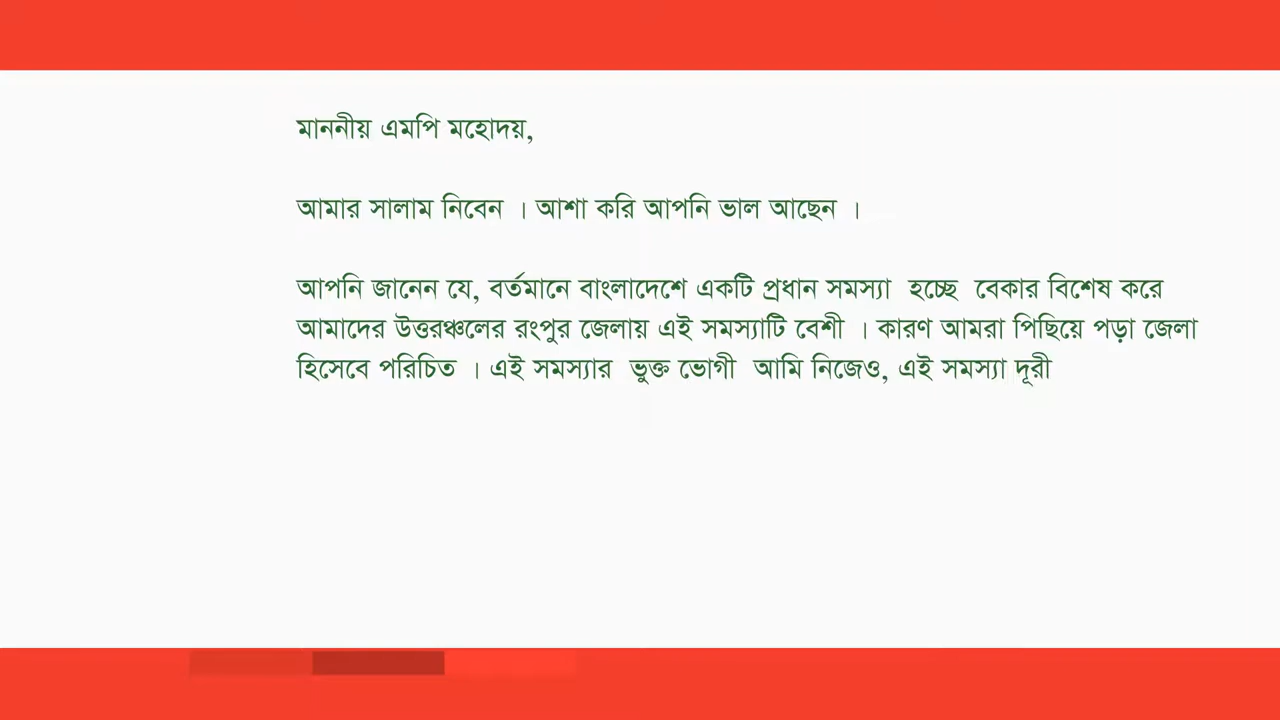 মাননীয় এমপি মহোদয়,
আমার সালাম নিবেন । আশা করি আপনি ভাল আছেন ।
আপনি জানেন যে, বর্তমানে বাংলাদেশে একটি প্রধান সমস্যা হচ্ছে বেকার বিশেষ করে
আমাদের উত্তরঞ্চলের রংপুর জেলায় এই সমস্যাটি বেশী । কারণ আমরা পিছিয়ে পড়া জেলা
হিসেবে পরিচিত । এই সমস্যার ভুক্ত ভোগী আমি নিজেও, এই সমস্যা দূরী